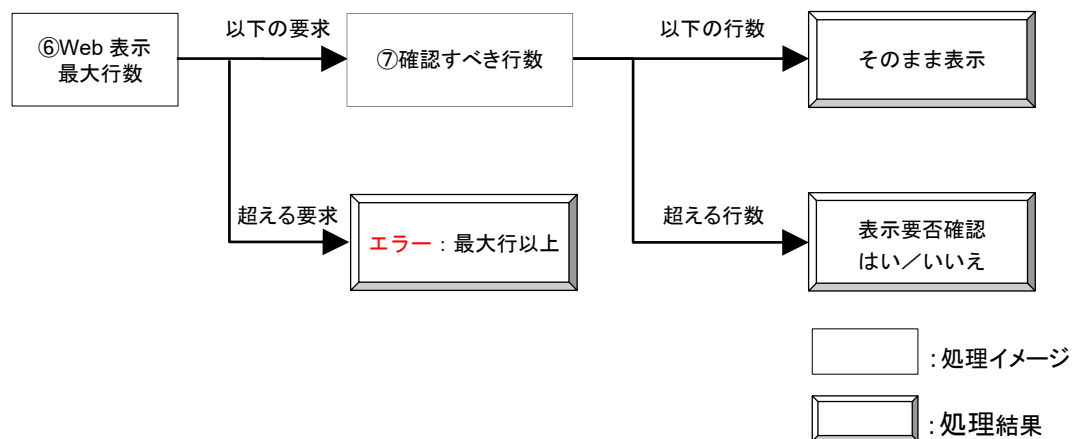 ⑥Web 表示
最大行数
以下の要求
⑦確認すべき行数
以下の行数
そのまま表示
超える要求
エラー：最大行以上
超える行数
表示要否確認
はい／いいえ
：処理イメージ
：処理結果